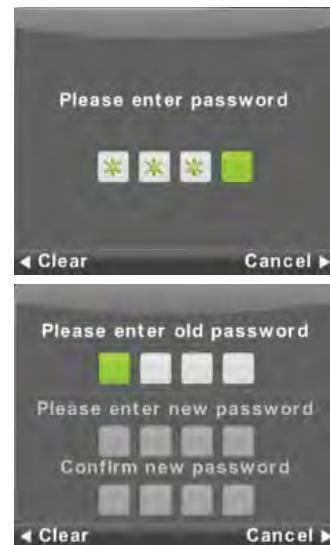 Please enter password
* * *
◀ Clear Cancel ▶
Please enter old password
Please enter new password
Confirm new password
◀ Clear Cancel ▶